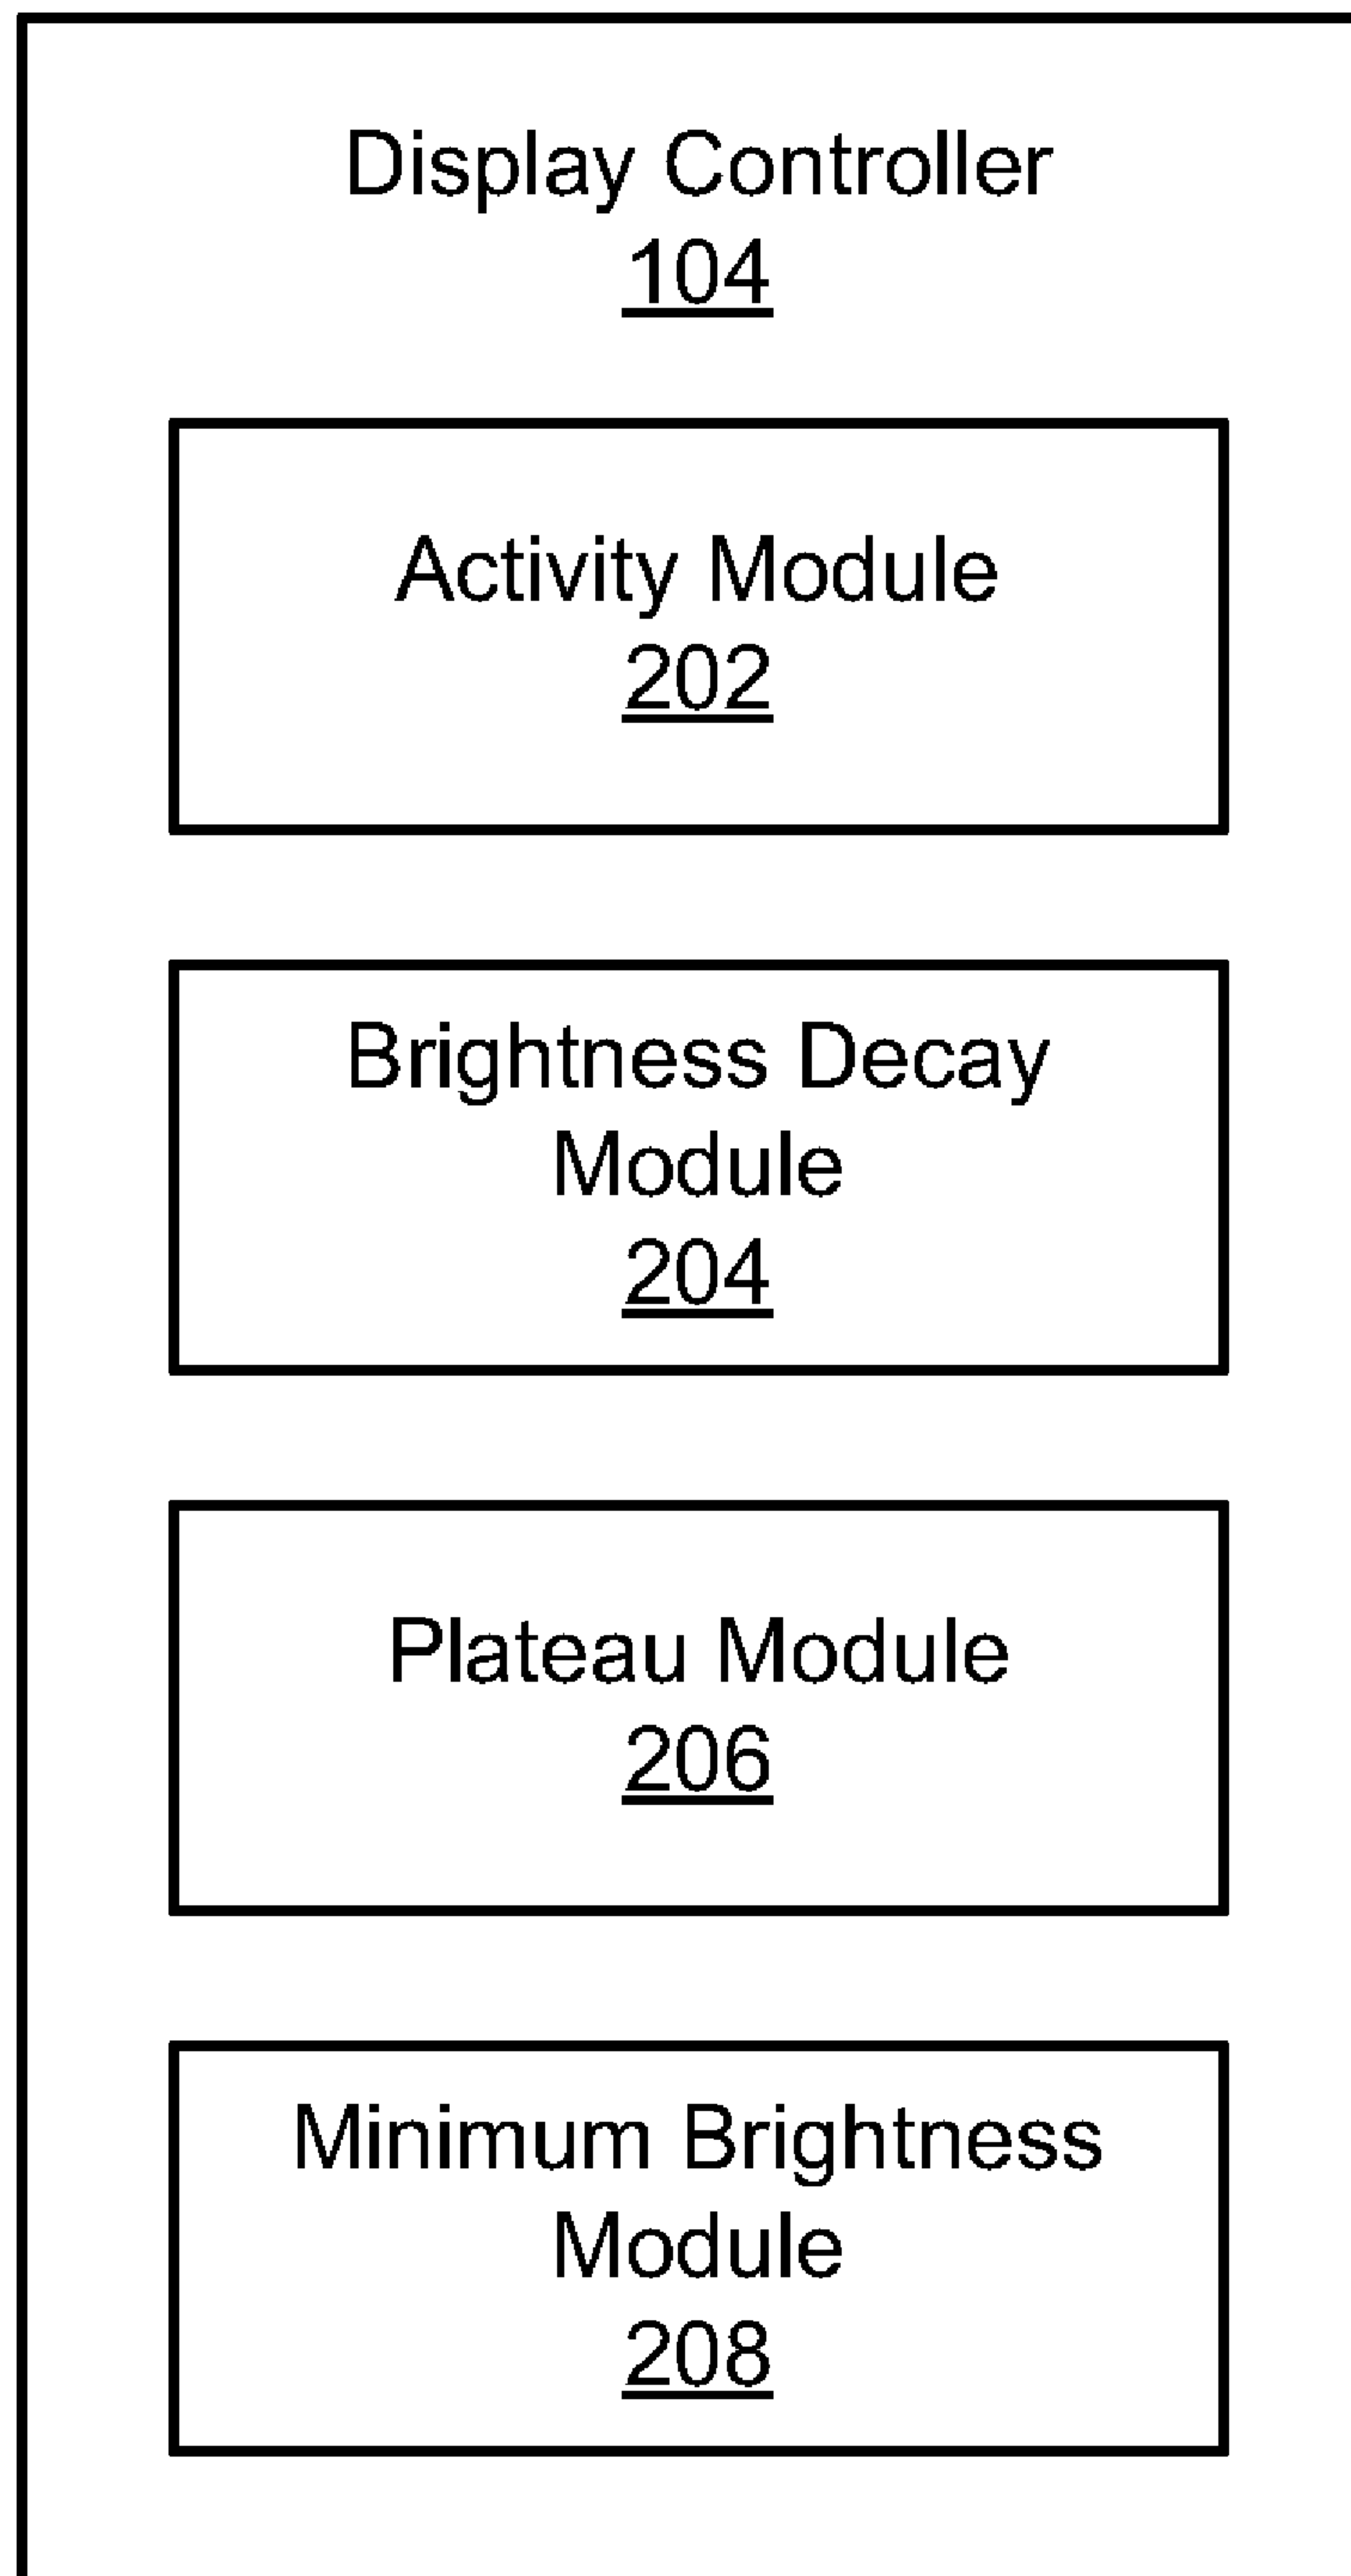 Display Controller
104
Activity Module
202
Brightness Decay
Module
204
Plateau Module
206
Minimum Brightness
Module
208